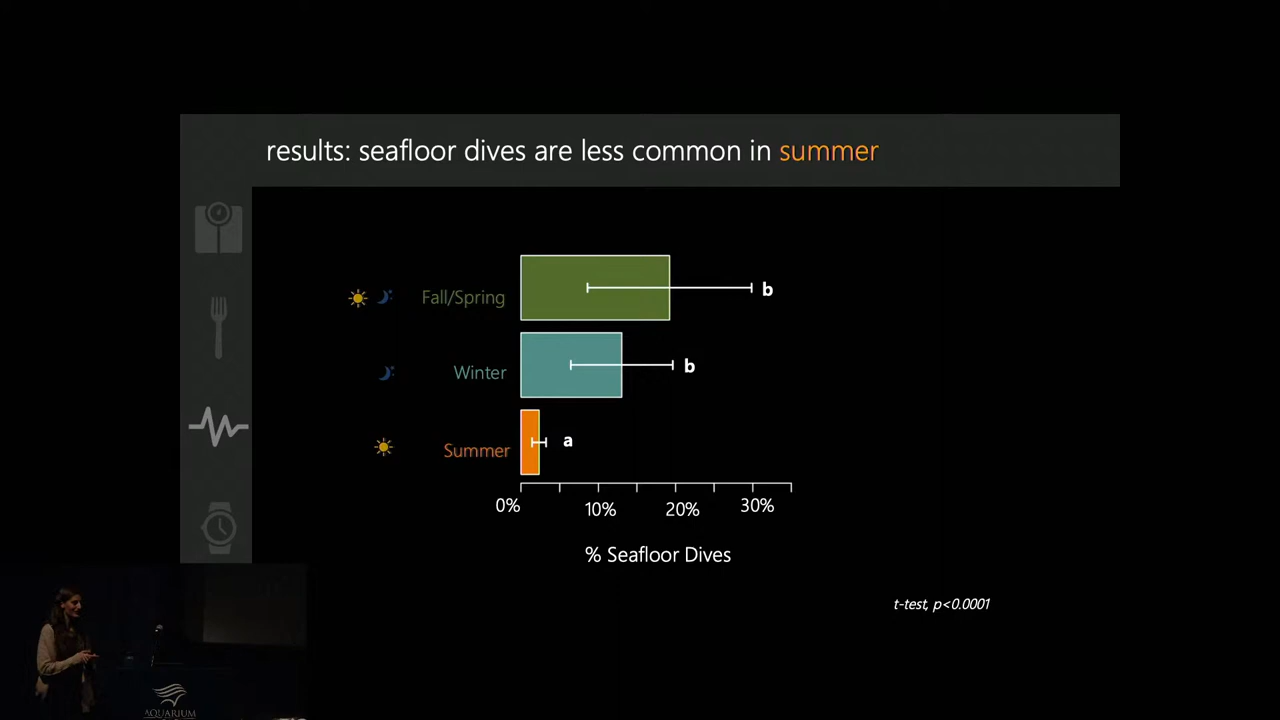 results: seafloor dives are less common in summer
Fall/Spring
b
Winter
b
Summer
a
0%
10%
20%
30%
% Seafloor Dives
t-test, p<0.0001
AQUARIUM